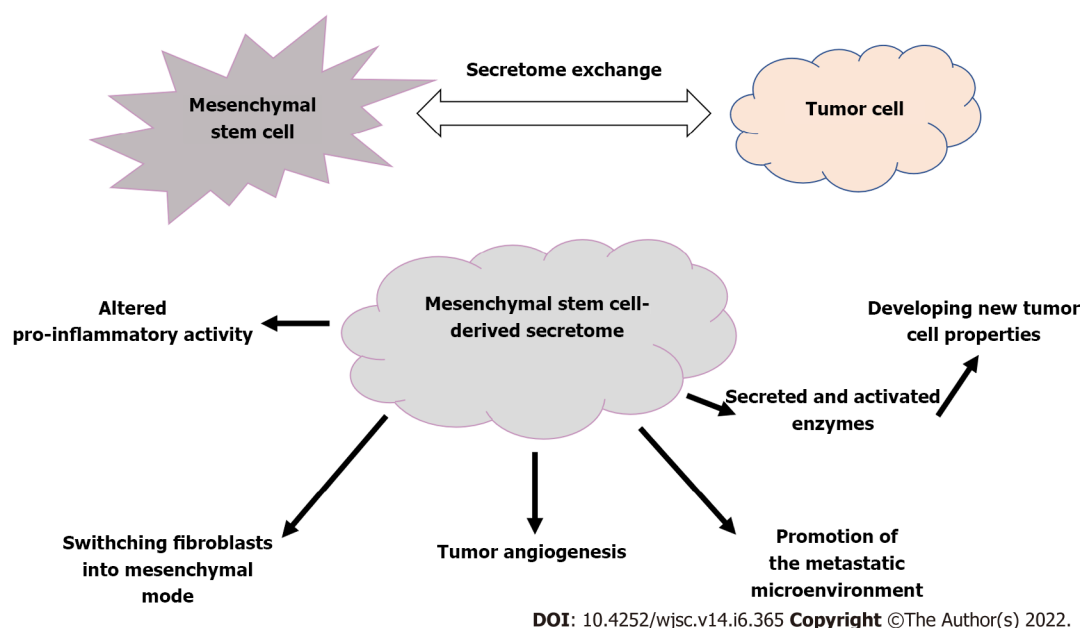 Secretome exchange
Mesenchymal
stem cell
Tumor cell
Mesenchymal stem cell-
derived secretome
Altered
pro-inflammatory activity
Developing new tumor
cell properties
Secreted and activated
enzymes
Swithching fibroblasts
into mesenchymal
mode
Tumor angiogenesis
Promotion of
the metastatic
microenvironment
DOI: 10.4252/wjsc.v14.i6.365 Copyright ©The Author(s) 2022.